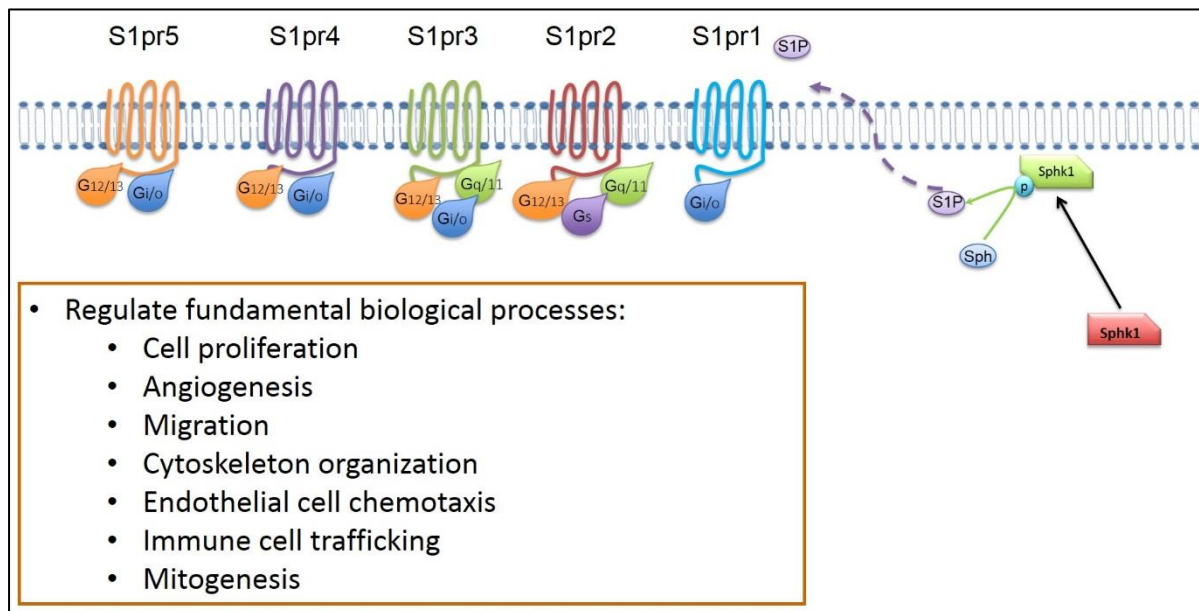 S1pr5 S1pr4 S1pr3 S1pr2 S1pr1
S1P
G12/13 Gi/o
G12/13 Gi/o
G12/13 Gi/o Gq/11
G12/13 Gs Gq/11
Gi/o
S1P
p
Sphk1
Sph
Sphk1
• Regulate fundamental biological processes:
• Cell proliferation
• Angiogenesis
• Migration
• Cytoskeleton organization
• Endothelial cell chemotaxis
• Immune cell trafficking
• Mitogenesis